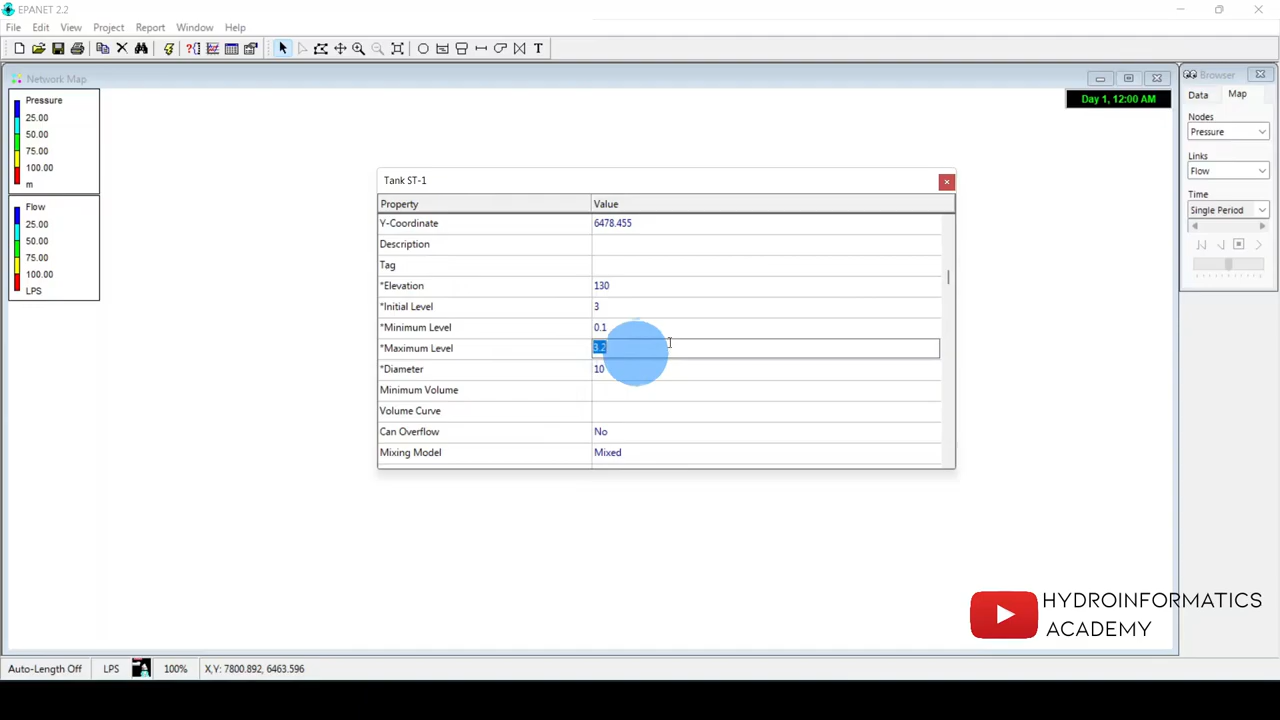 EPANET 2.2
File Edit View Project Report Window Help
Network Map
Pressure
25.00
50.00
75.00
100.00
m
Flow
25.00
50.00
75.00
100.00
LPS
Day 1, 12:00 AM
Tank ST-1
Property Value
Y-Coordinate 6478.455
Description
Tag
*Elevation 130
*Initial Level 3
*Minimum Level 0.1
*Maximum Level 3.2
*Diameter 10
Minimum Volume
Volume Curve
Can Overflow No
Mixing Model Mixed
Browser
Data Map
Nodes
Pressure
Links
Flow
Time
Single Period
HYDROINFORMATICS
ACADEMY
Auto-Length Off LPS 100% X,Y: 7800.892, 6463.596